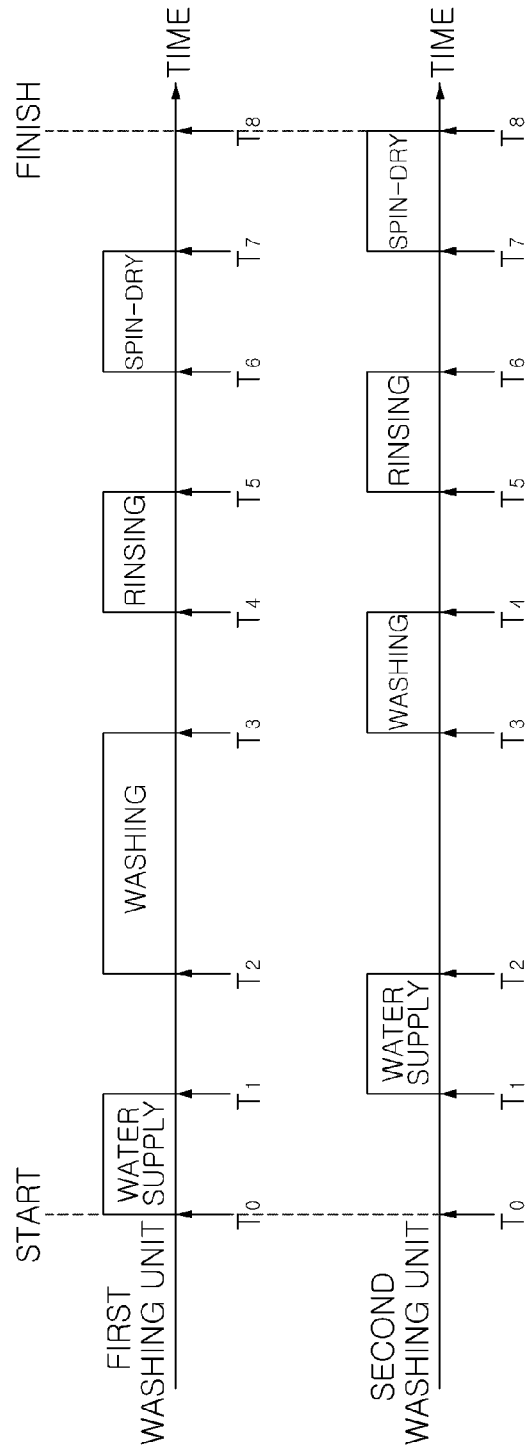 START
FINISH
FIRST
WASHING UNIT
WATER
SUPPLY
WASHING
RINSING
SPIN-DRY
TIME
T0
T1
T2
T3
T4
T5
T6
T7
T8
SECOND
WASHING UNIT
WATER
SUPPLY
WASHING
RINSING
SPIN-DRY
TIME
T0
T1
T2
T3
T4
T5
T6
T7
T8